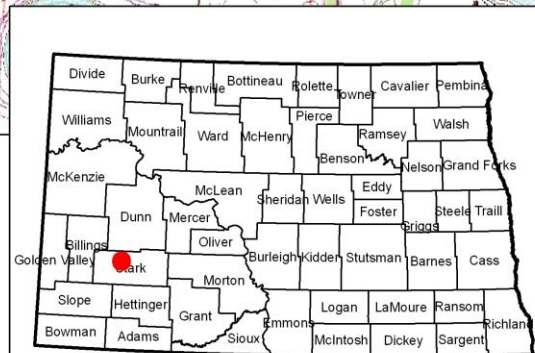 Divide Burke Renville Bottineau Rolette Towner Cavalier Pembina
Williams Mountrail Ward McHenry Pierce Ramsey Walsh
Benson Nelson Grand Forks
McKenzie McLean Sheridan Wells Eddy
Dunn Mercer Foster Griggs Steele Traill
Golden Valley Billings Stark Oliver Burleigh Kidder Stutsman Barnes Cass
Morton
Slope Hettinger Grant Emmons Logan LaMoure Ransom Richland
Bowman Adams Sioux McIntosh Dickey Sargent